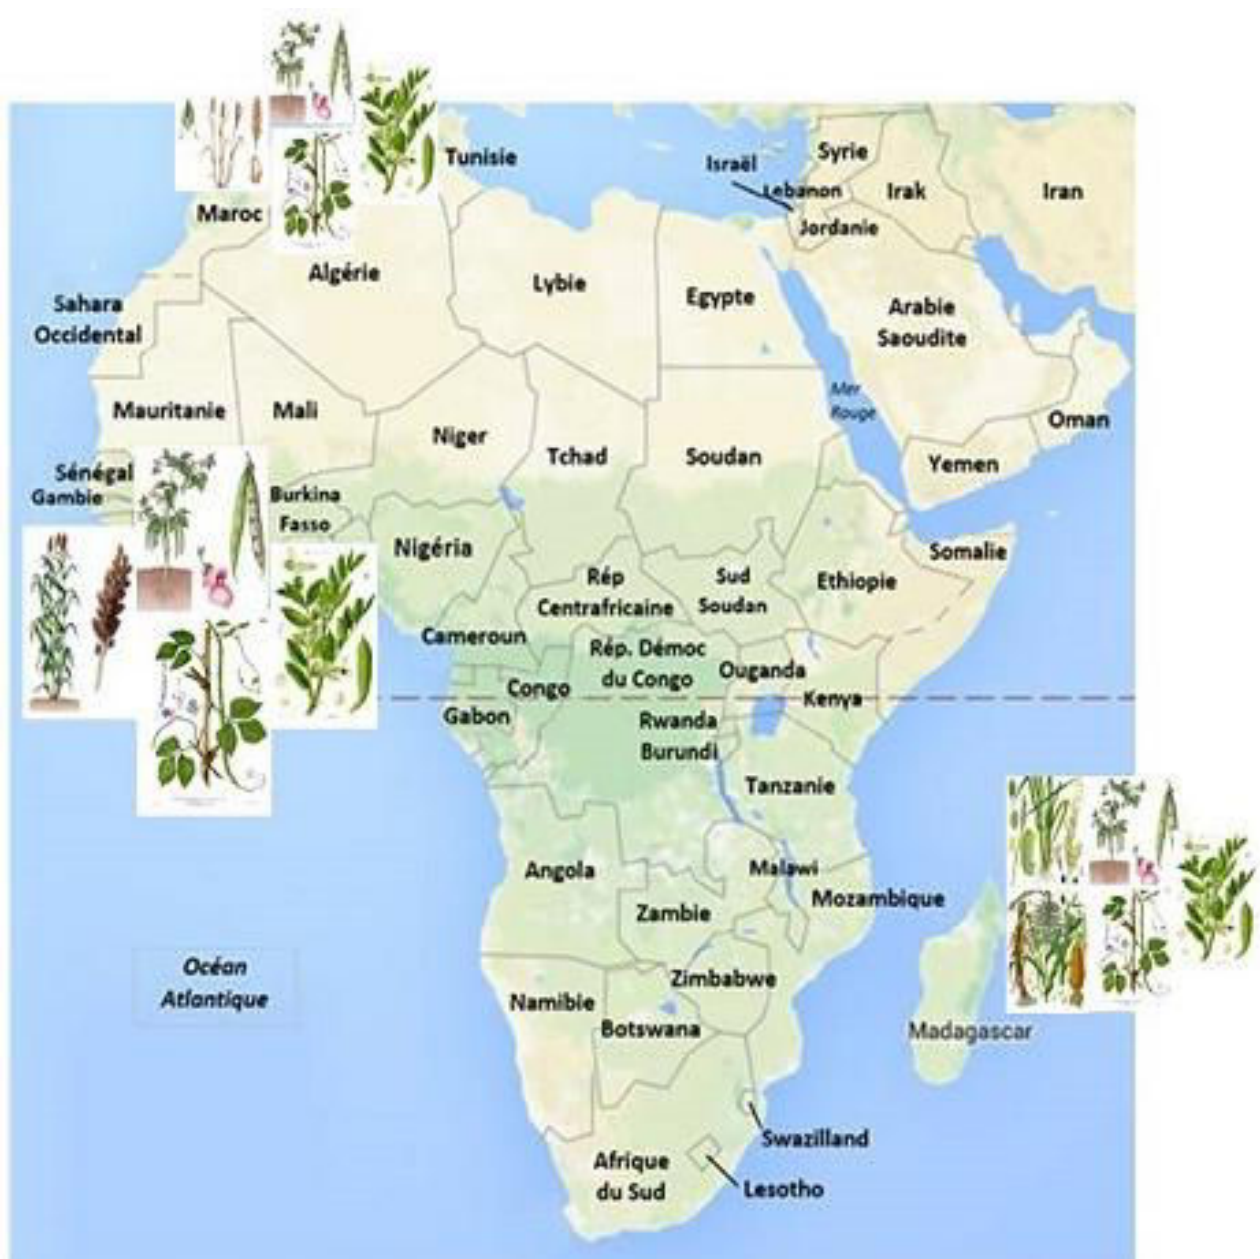 Tunisie
Israël
Syrie
Lebanon
Irak
Iran
Maroc
Jordanie
Algérie
Lybie
Egypte
Sahara
Occidental
Arabie
Saoudite
Mer
Rouge
Mauritanie
Mali
Niger
Tchad
Soudan
Oman
Yemen
Sénégal
Gambie
Burkina
Fasso
Nigéria
Somalie
Rép
Centrafricaine
Sud
Soudan
Ethiopie
Cameroun
Rép. Démoc
du Congo
Ouganda
Congo
Kenya
Gabon
Rwanda
Burundi
Tanzanie
Angola
Malawi
Zambie
Mozambique
Océan
Atlantique
Zimbabwe
Namibie
Botswana
Madagascar
Swazilland
Afrique
du Sud
Lesotho